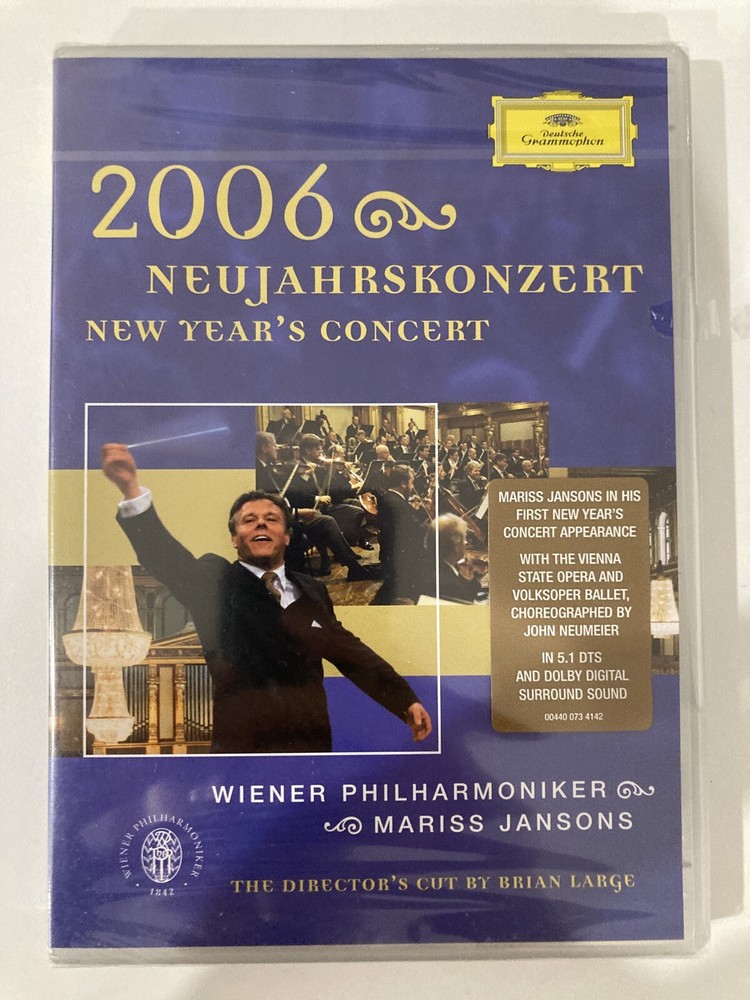 Deutsche
Grammophon
2006
NEUJAHRSKONZERT
NEW YEAR'S CONCERT
MARISS JANSONS IN HIS
FIRST NEW YEAR'S
CONCERT APPEARANCE
WITH THE VIENNA
STATE OPERA AND
VOLKSOPER BALLET,
CHOREOGRAPHED BY
JOHN NEUMEIER
IN 5.1 DTS
AND DOLBY DIGITAL
SURROUND SOUND
00440 073 4142
WIENER PHILHARMONIKER
MARISS JANSONS
WIENER PHILHARMONIKER
1842
THE DIRECTOR'S CUT BY BRIAN LARGE